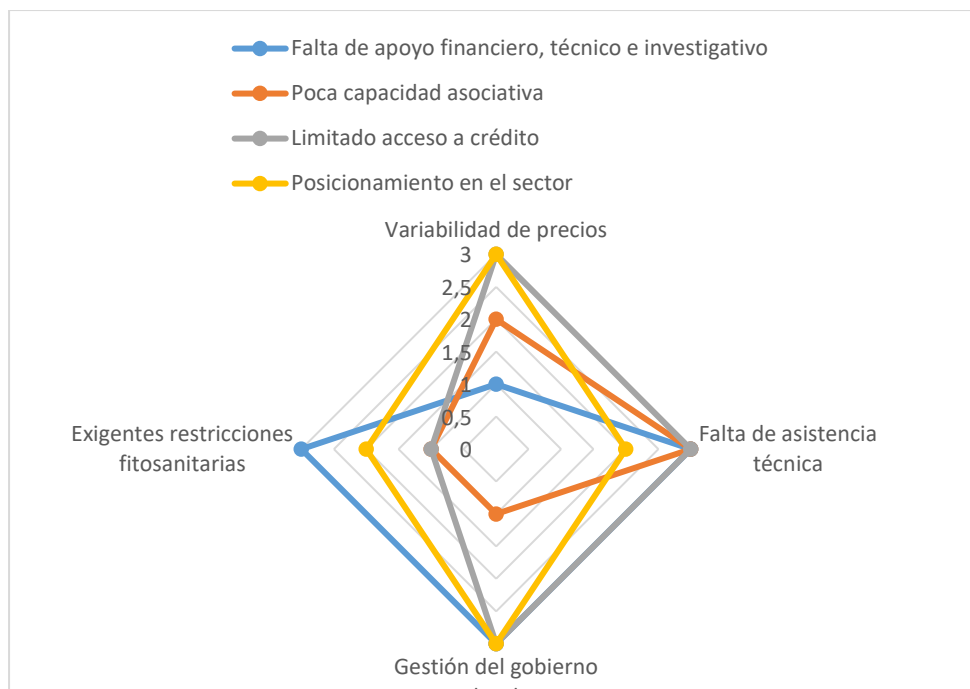 Falta de apoyo financiero, técnico e investigativo
Poca capacidad asociativa
Limitado acceso a crédito
Posicionamiento en el sector
Variabilidad de precios
3
2,5
2
1,5
1
0,5
0
Exigentes restricciones
fitosanitarias
Falta de asistencia
técnica
Gestión del gobierno